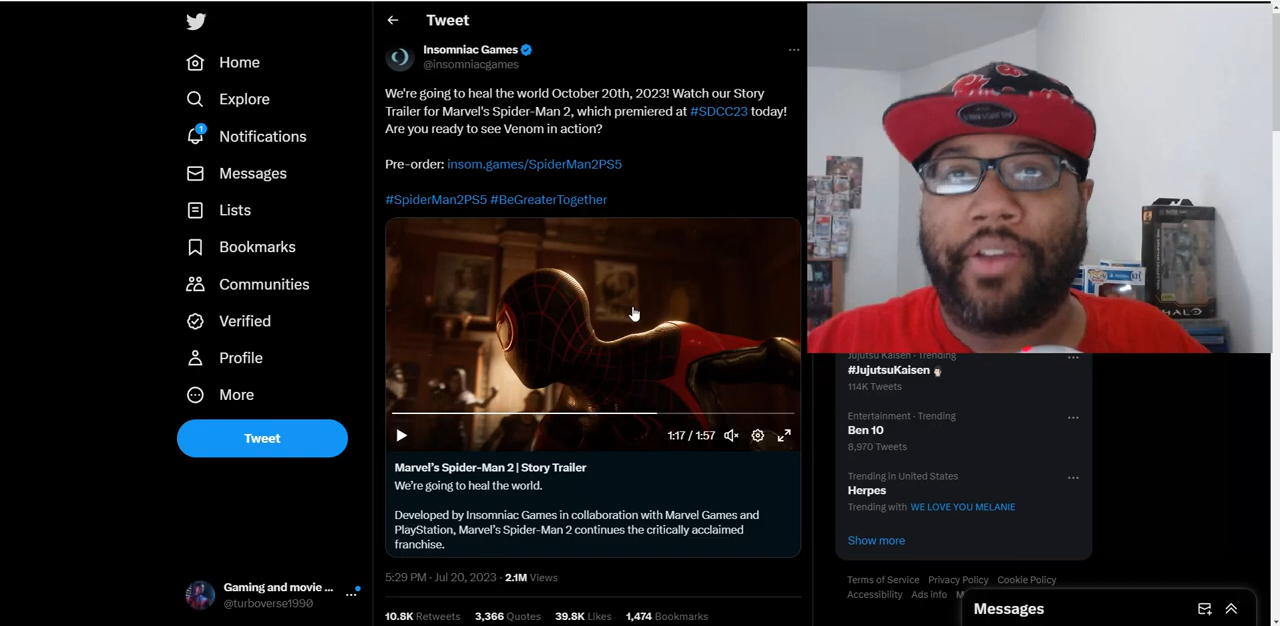 Home
Explore
1
Notifications
Messages
Lists
Bookmarks
Communities
Verified
Profile
More
Tweet
Gaming and movie ...
@turboverse1990
Tweet
Insomniac Games
@insomniacgames
We're going to heal the world October 20th, 2023! Watch our Story
Trailer for Marvel's Spider-Man 2, which premiered at #SDCC23 today!
Are you ready to see Venom in action?
Pre-order: insom.games/SpiderMan2PS5
#SpiderMan2PS5 #BeGreaterTogether
1:17 / 1:57
Marvel's Spider-Man 2 | Story Trailer
We're going to heal the world.
Developed by Insomniac Games in collaboration with Marvel Games and
PlayStation, Marvel's Spider-Man 2 continues the critically acclaimed
franchise.
5:29 PM · Jul 20, 2023 · 2.1M Views
10.8K Retweets 3,366 Quotes 39.8K Likes 1,474 Bookmarks
HALO
Jujutsu Kaisen · Trending
#JujutsuKaisen
114K Tweets
Entertainment · Trending
Ben 10
8,970 Tweets
Trending in United States
Herpes
Trending with WE LOVE YOU MELANIE
Show more
Terms of Service Privacy Policy Cookie Policy
Accessibility Ads info
Messages